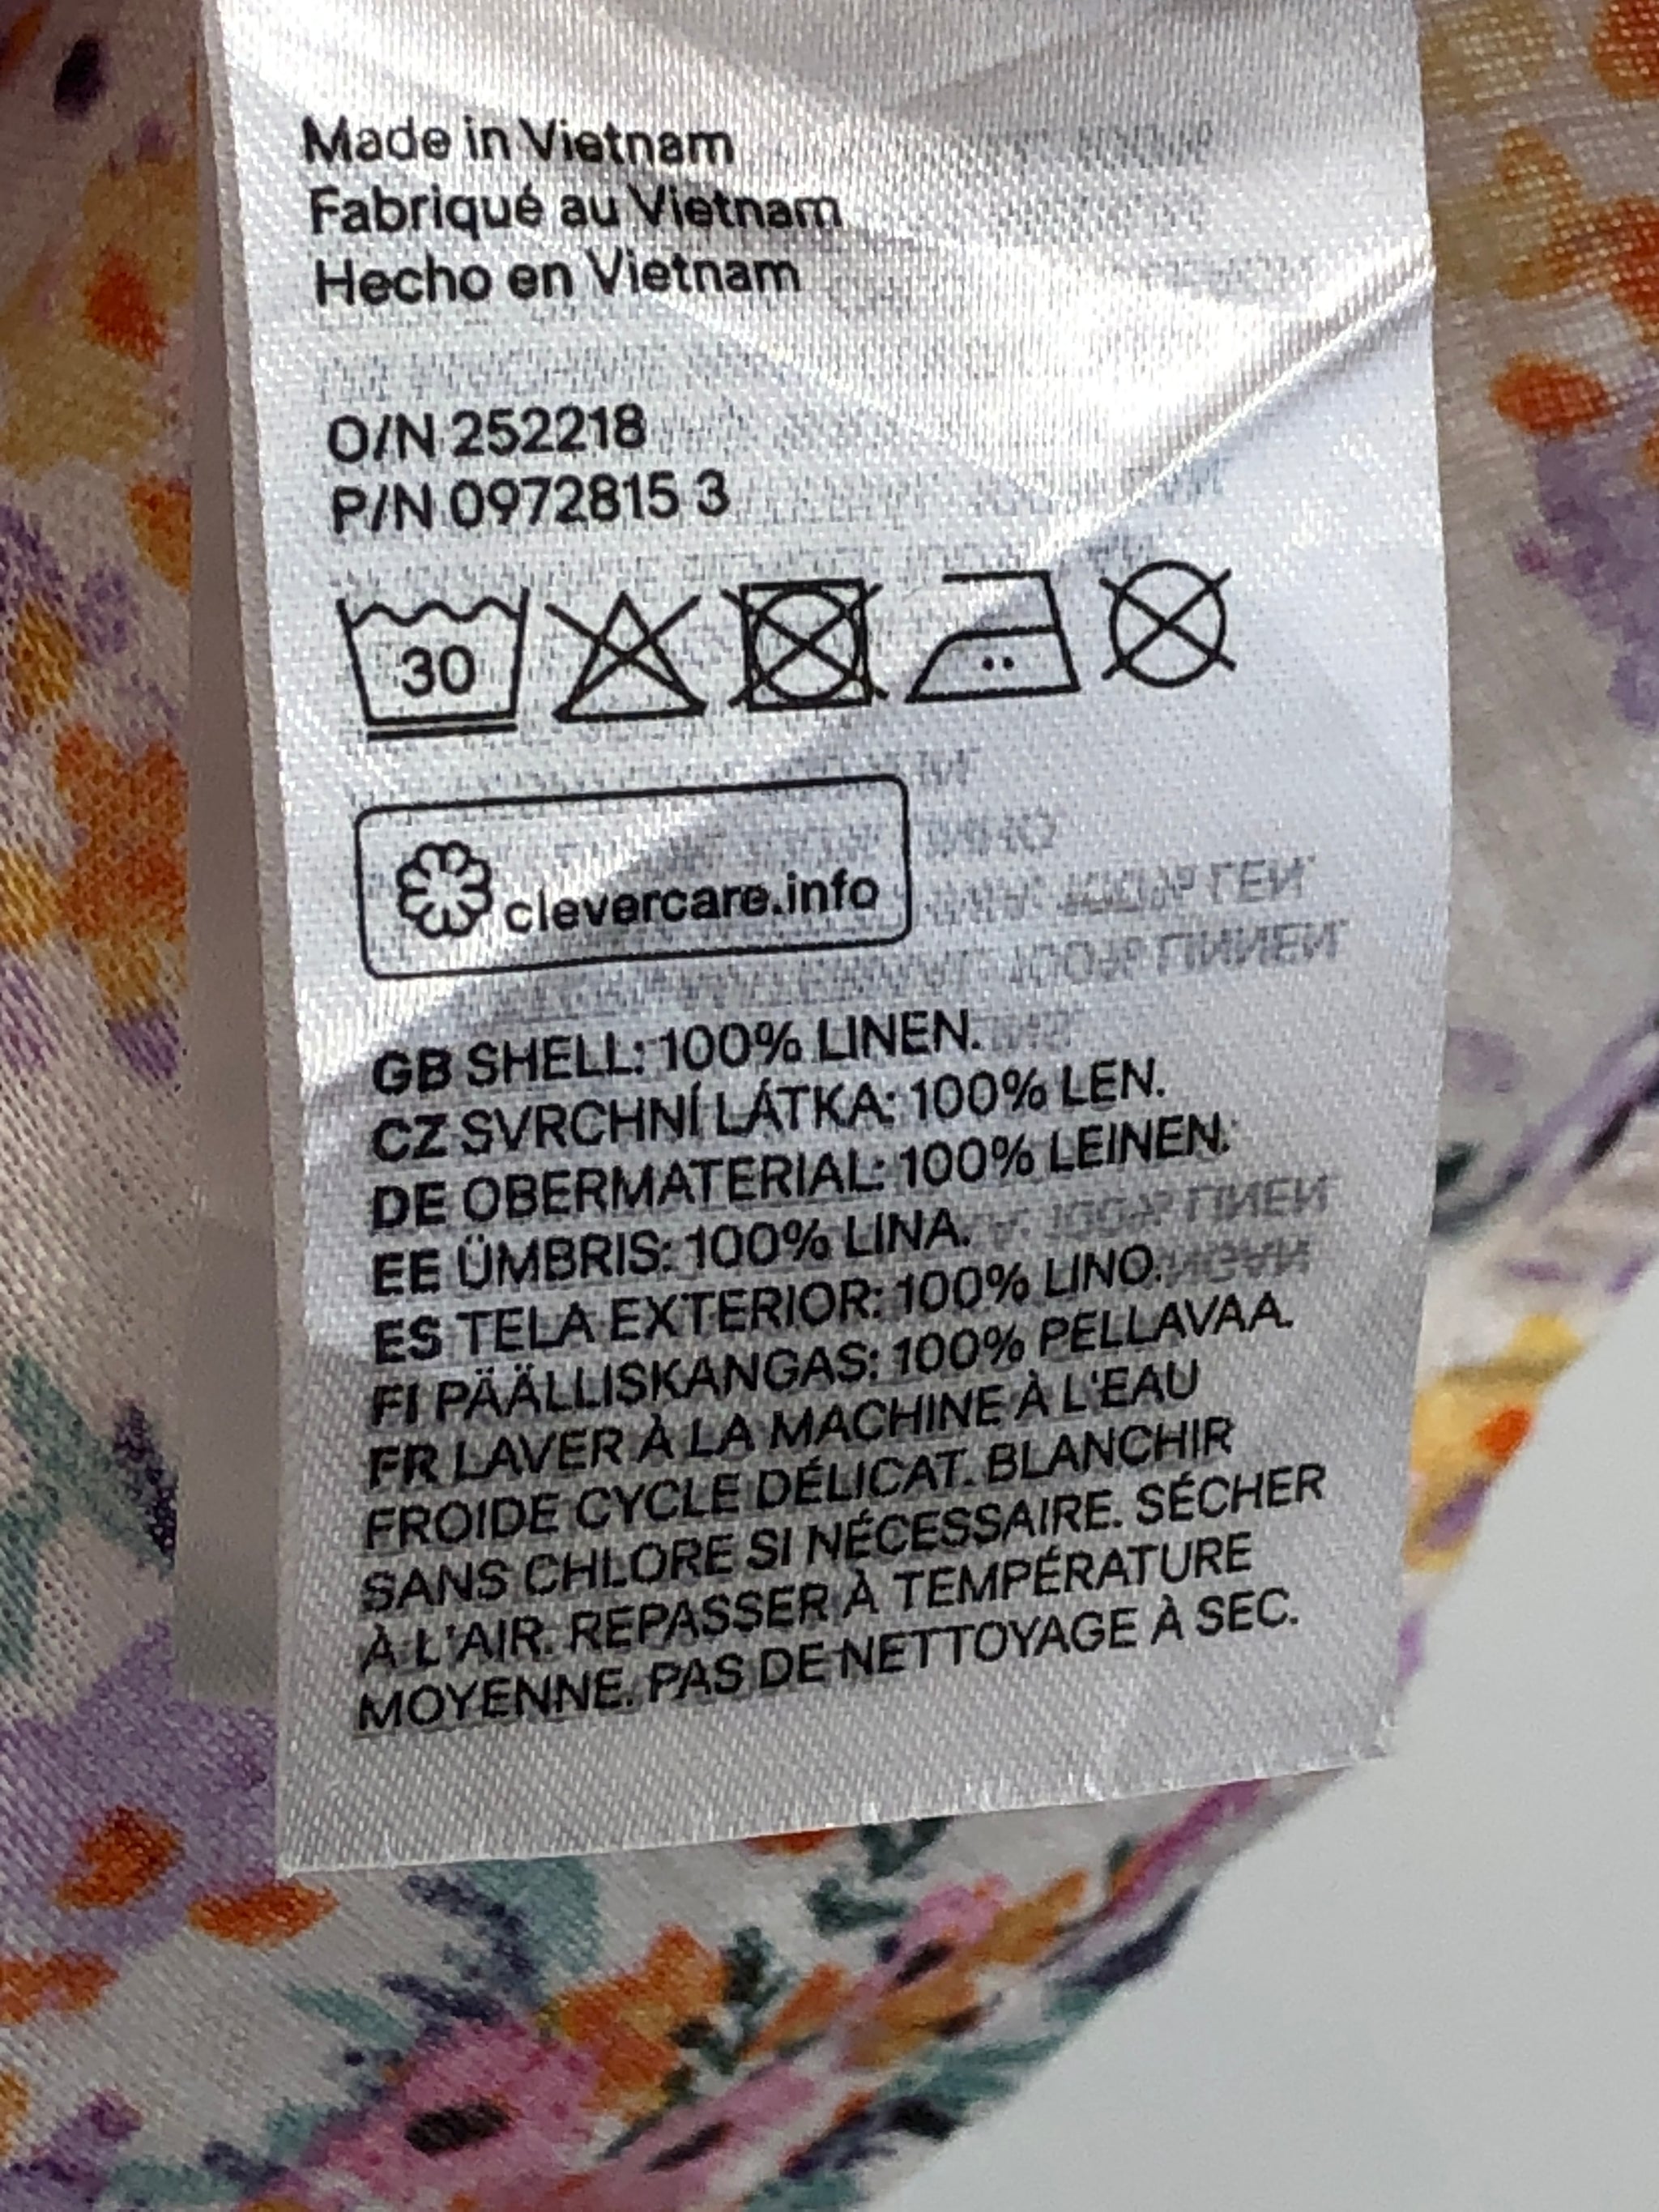 Made in Vietnam
Fabriqué au Vietnam
Hecho en Vietnam
O/N 252218
P/N 0972815 3
30
clevercare.info
GB SHELL: 100% LINEN.
CZ SVRCHNÍ LÁTKA: 100% LEN.
DE OBERMATERIAL: 100% LEINEN.
EE ÜMBRIS: 100% LINA.
ES TELA EXTERIOR: 100% LINO.
FI PÄÄLLISKANGAS: 100% PELLAVAA.
FR LAVER À LA MACHINE À L'EAU
FROIDE CYCLE DÉLICAT. BLANCHIR
SANS CHLORE SI NÉCESSAIRE. SÉCHER
À L'AIR. REPASSER À TEMPÉRATURE
MOYENNE. PAS DE NETTOYAGE À SEC.